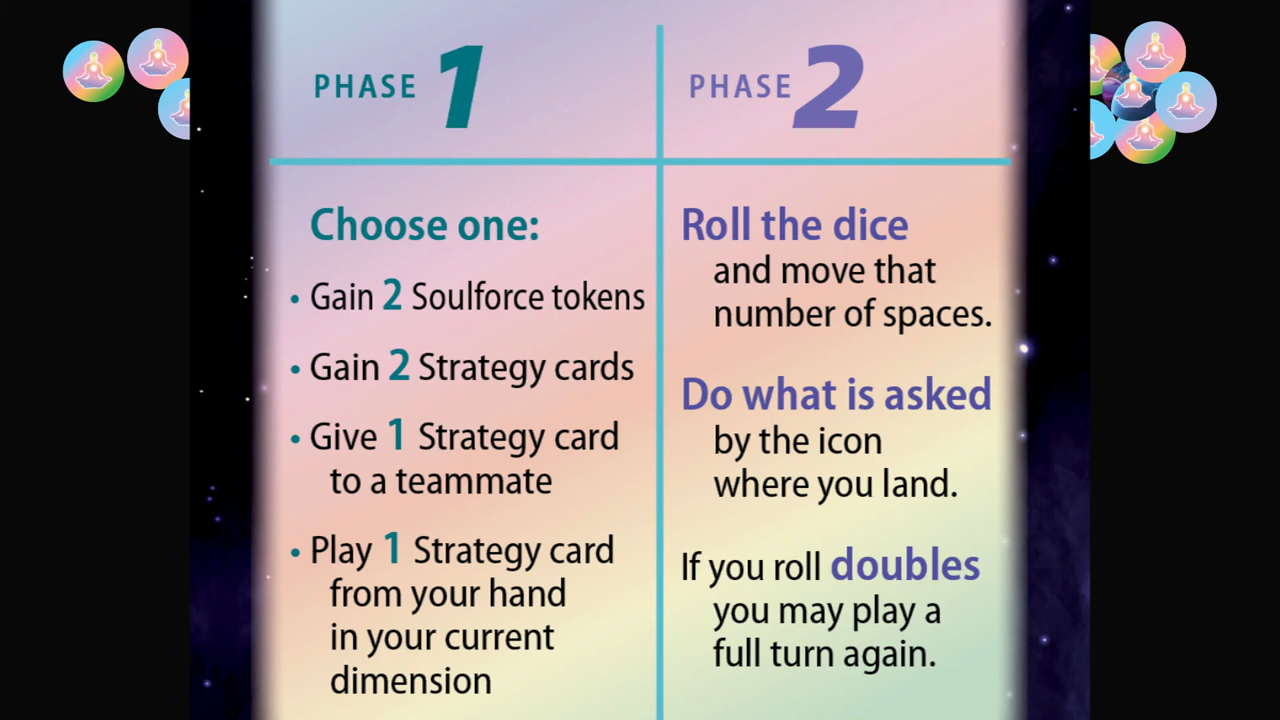 PHASE 1
Choose one:
• Gain 2 Soulforce tokens
• Gain 2 Strategy cards
• Give 1 Strategy card
to a teammate
• Play 1 Strategy card
from your hand
in your current
dimension
PHASE 2
Roll the dice
and move that
number of spaces.
Do what is asked
by the icon
where you land.
If you roll doubles
you may play a
full turn again.